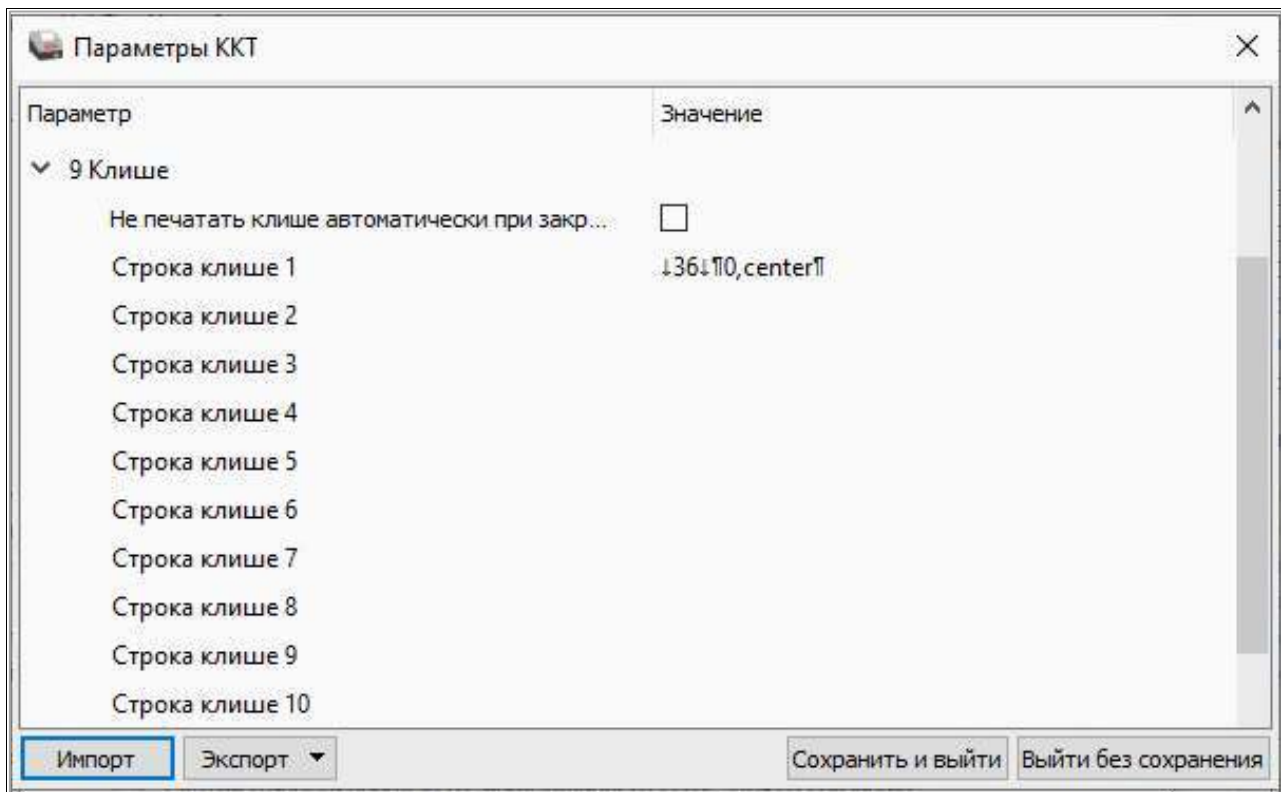 Параметры ККТ
Параметр Значение
9 Клише
Не печатать клише автоматически при закр...
Строка клише 1 ↓36↓¶0,center¶
Строка клише 2
Строка клише 3
Строка клише 4
Строка клише 5
Строка клише 6
Строка клише 7
Строка клише 8
Строка клише 9
Строка клише 10
Импорт Экспорт Сохранить и выйти Выйти без сохранения